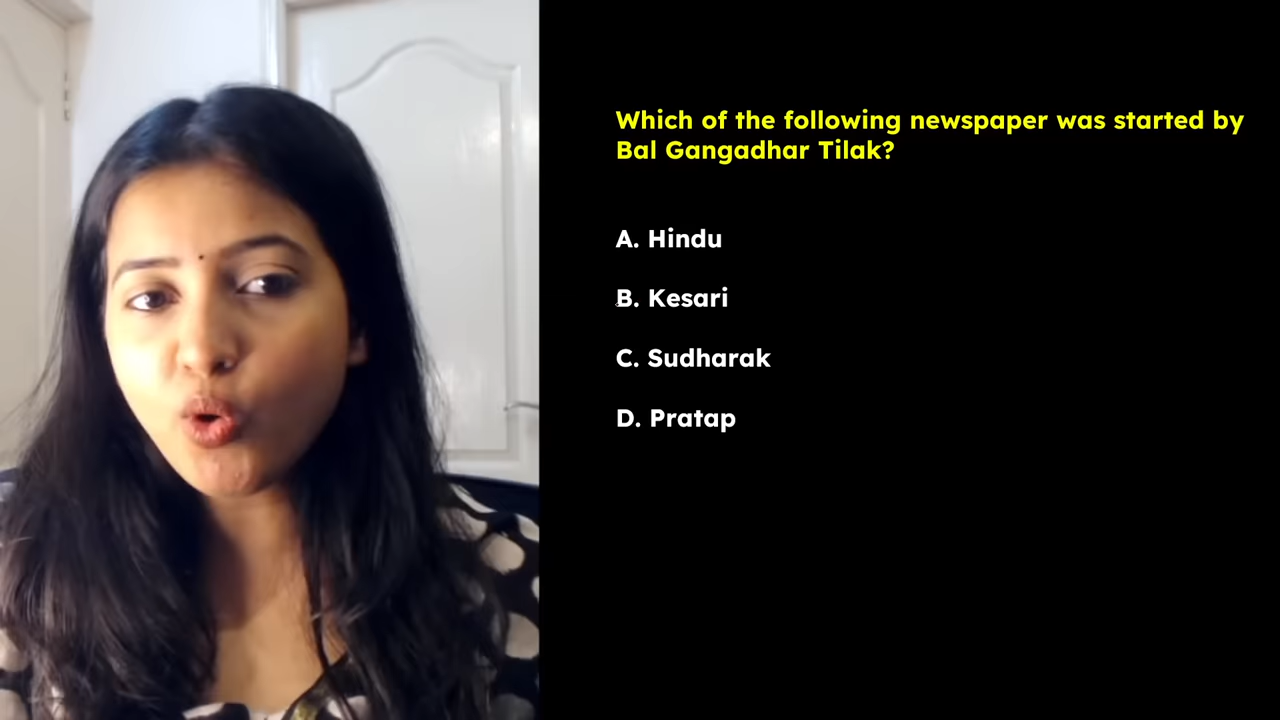 Which of the following newspaper was started by
Bal Gangadhar Tilak?
A. Hindu
B. Kesari
C. Sudharak
D. Pratap